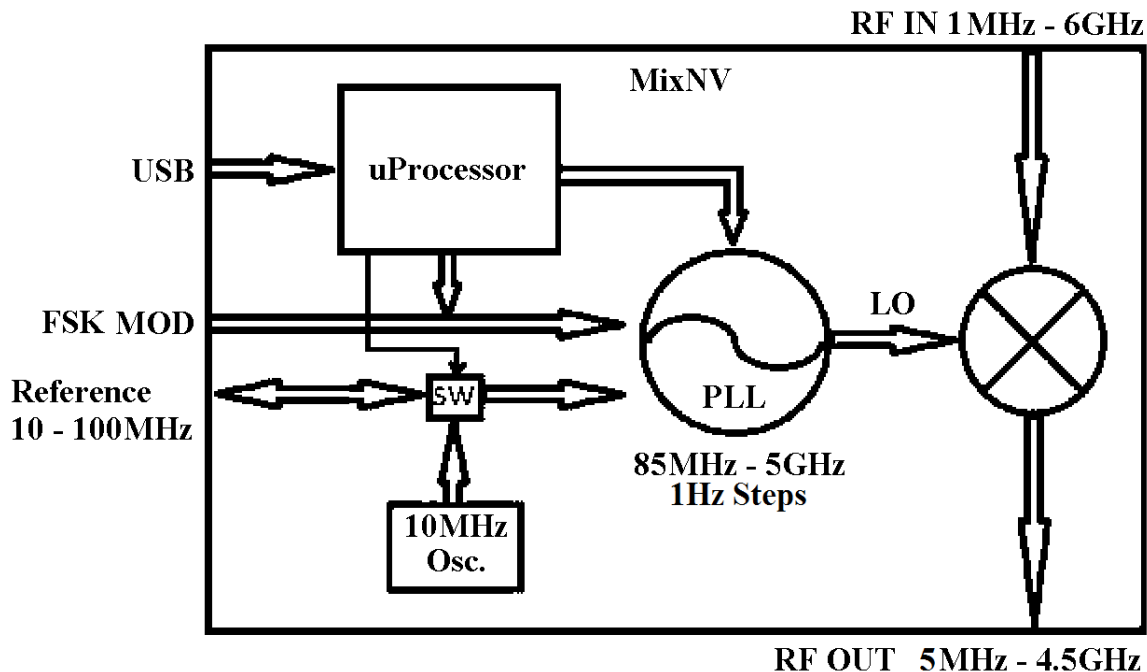 RF IN 1MHz - 6GHz
MixNV
USB
uProcessor
FSK MOD
LO
Reference
10 - 100MHz
SW
PLL
85MHz - 5GHz
1Hz Steps
10MHz
Osc.
RF OUT 5MHz - 4.5GHz